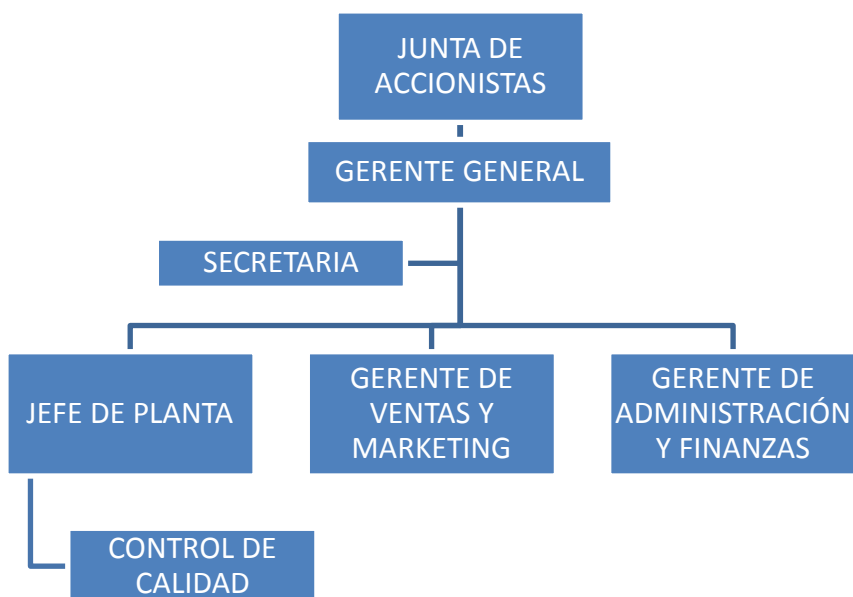 JUNTA DE
ACCIONISTAS
GERENTE GENERAL
SECRETARIA
JEFE DE PLANTA
GERENTE DE
VENTAS Y
MARKETING
GERENTE DE
ADMINISTRACIÓN
Y FINANZAS
CONTROL DE
CALIDAD